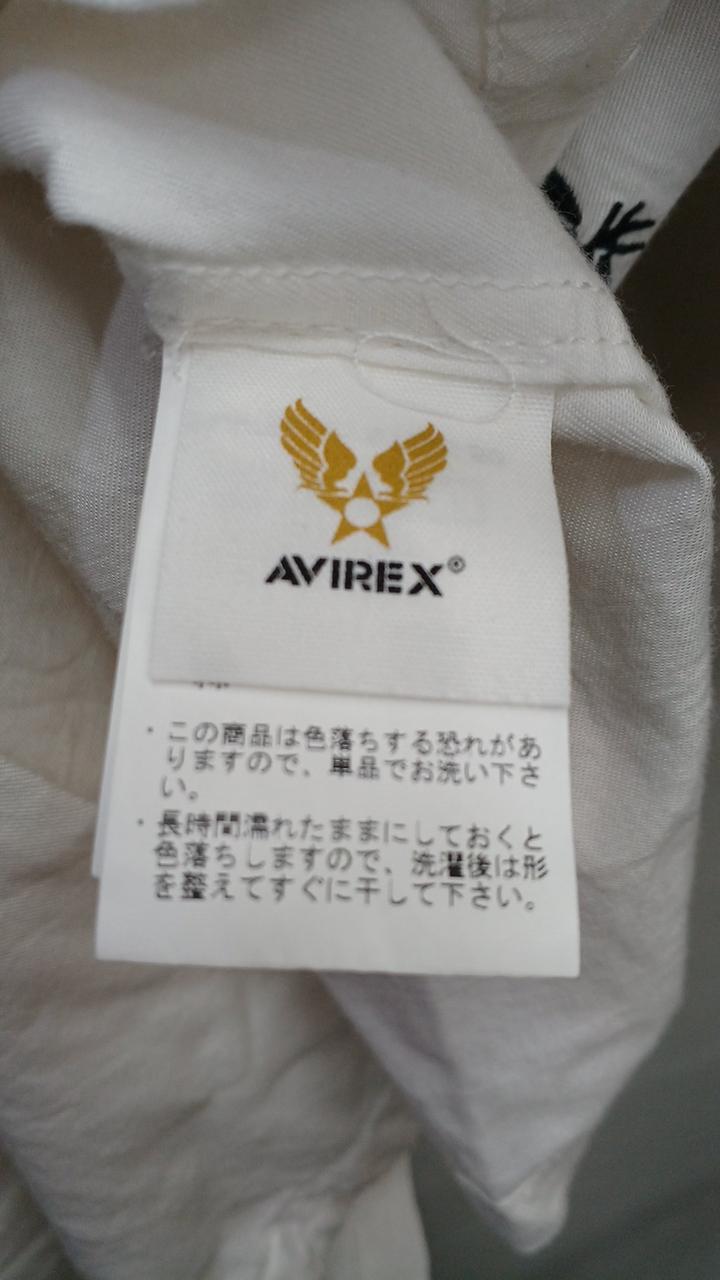 AVIREX®
・この商品は色落ちする恐れがあ
りますので、単品でお洗い下さ
い。
・長時間濡れたままにしておくと
色落ちしますので、洗濯後は形
を整えてすぐに干して下さい。